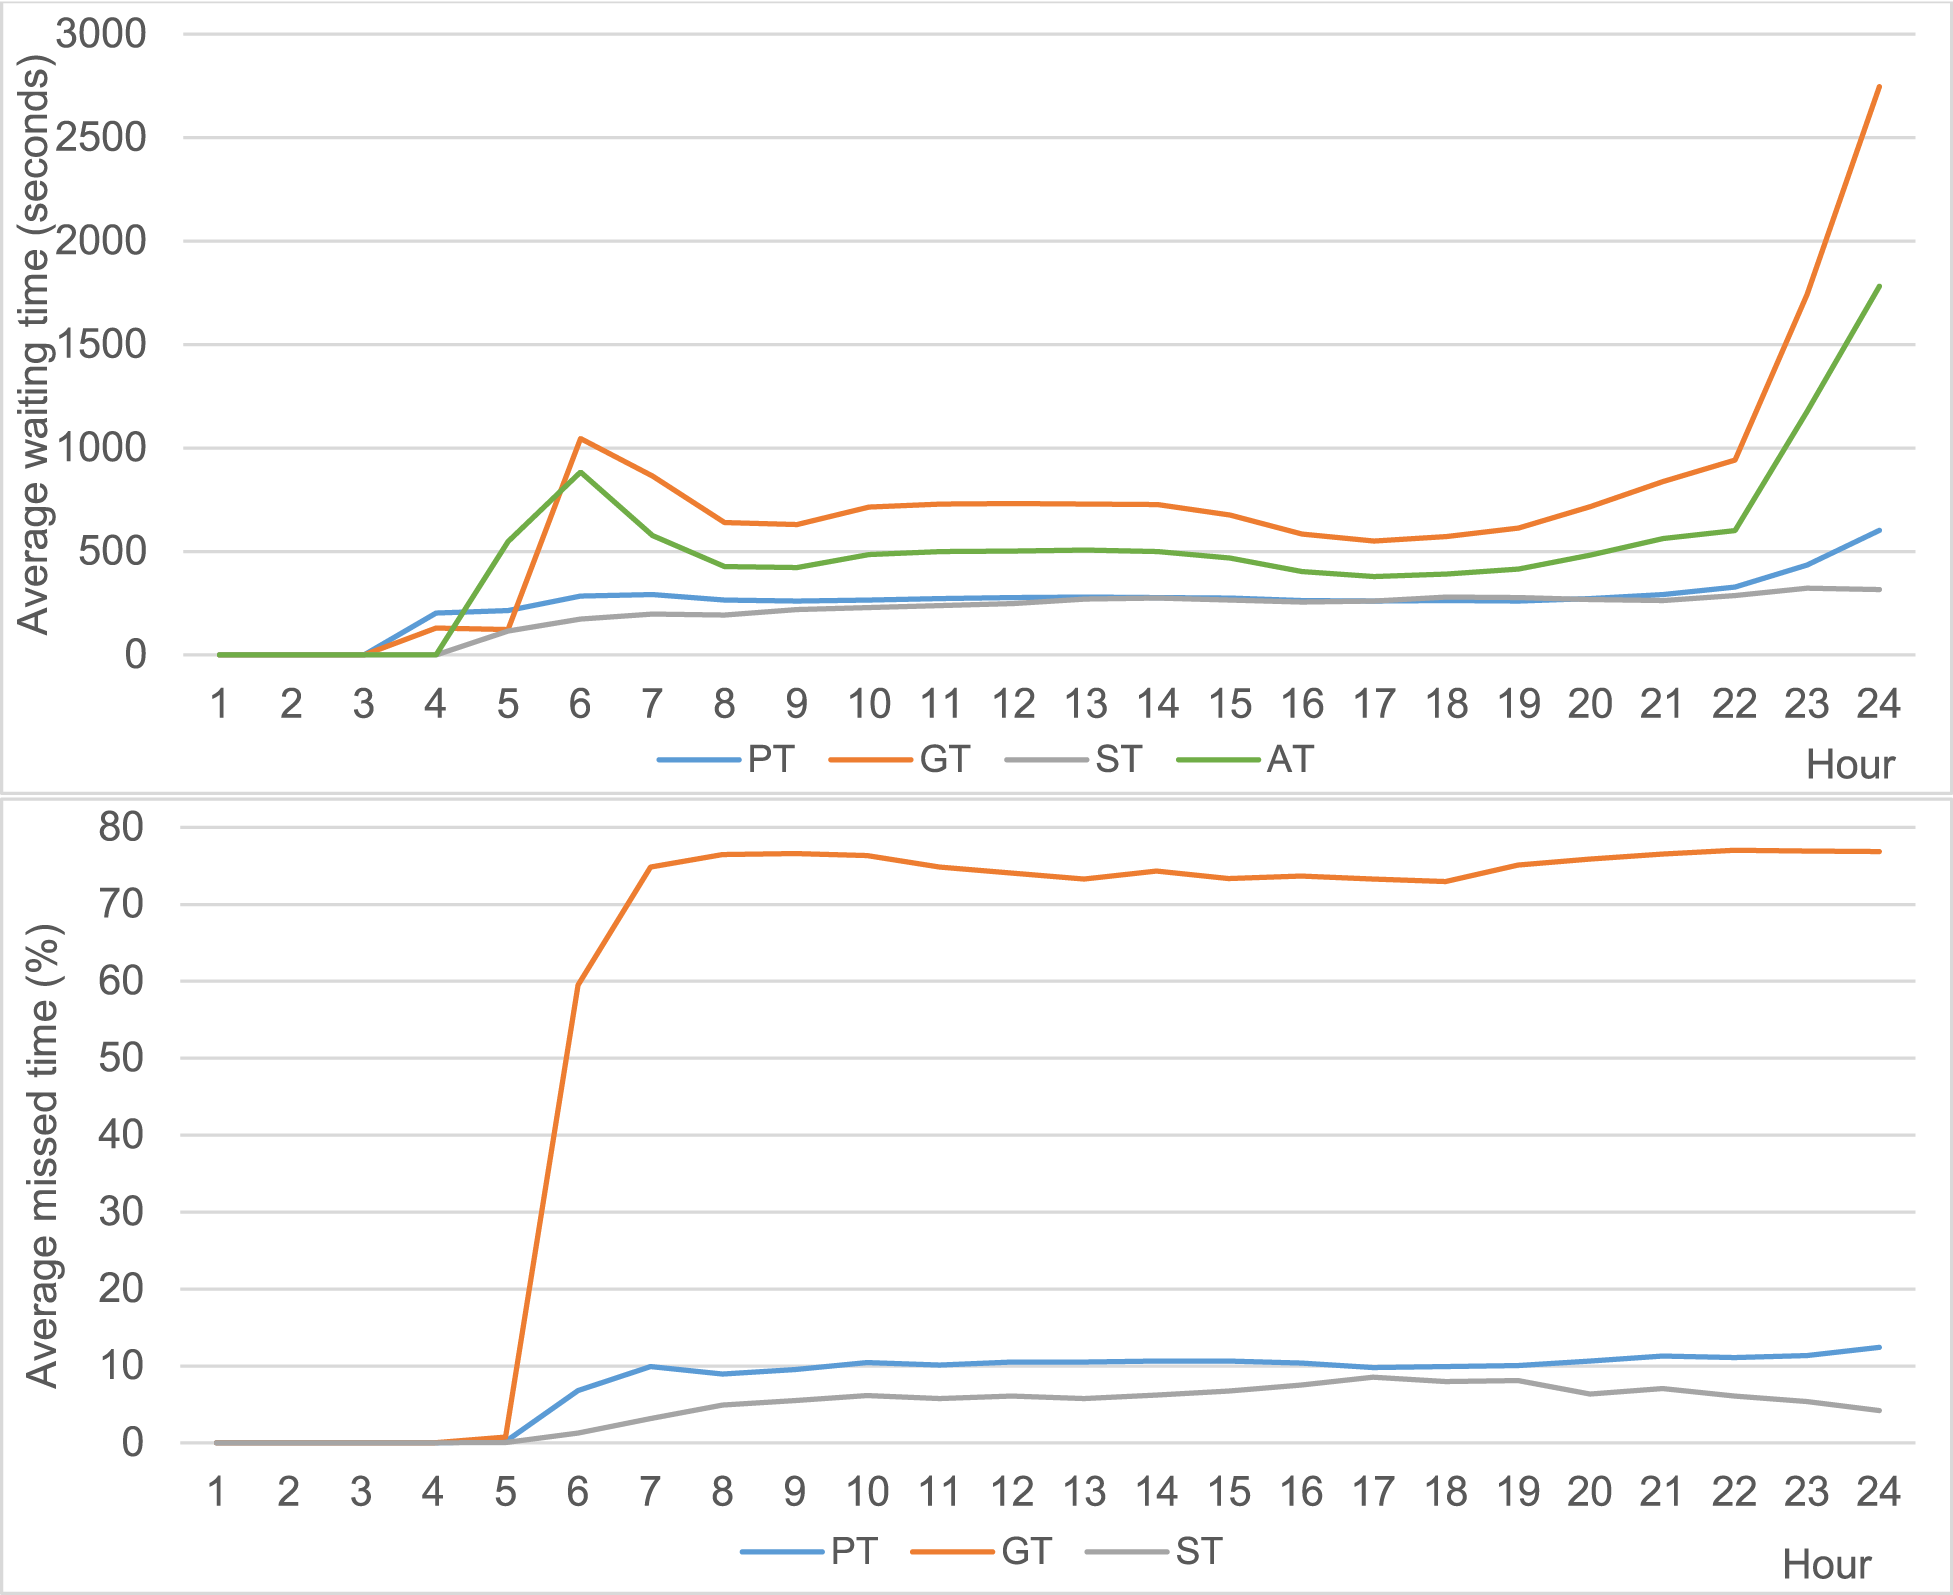 Average waiting time (seconds)
3000
2500
2000
1500
1000
500
0
1 2 3 4 5 6 7 8 9 10 11 12 13 14 15 16 17 18 19 20 21 22 23 24
PT GT ST AT
Hour
Average missed time (%)
80
70
60
50
40
30
20
10
0
1 2 3 4 5 6 7 8 9 10 11 12 13 14 15 16 17 18 19 20 21 22 23 24
PT GT ST
Hour